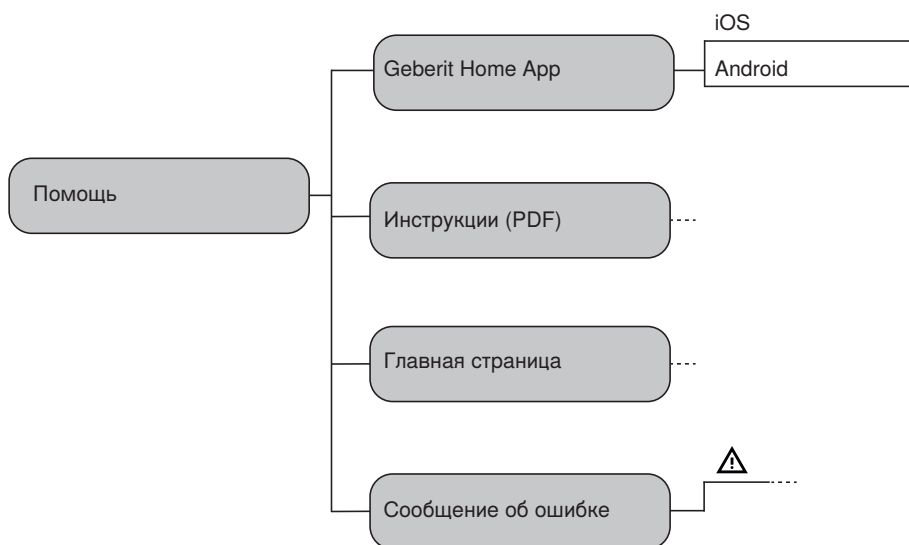 iOS
Geberit Home App
Android
Помощь
Инструкции (PDF)
Главная страница
Сообщение об ошибке